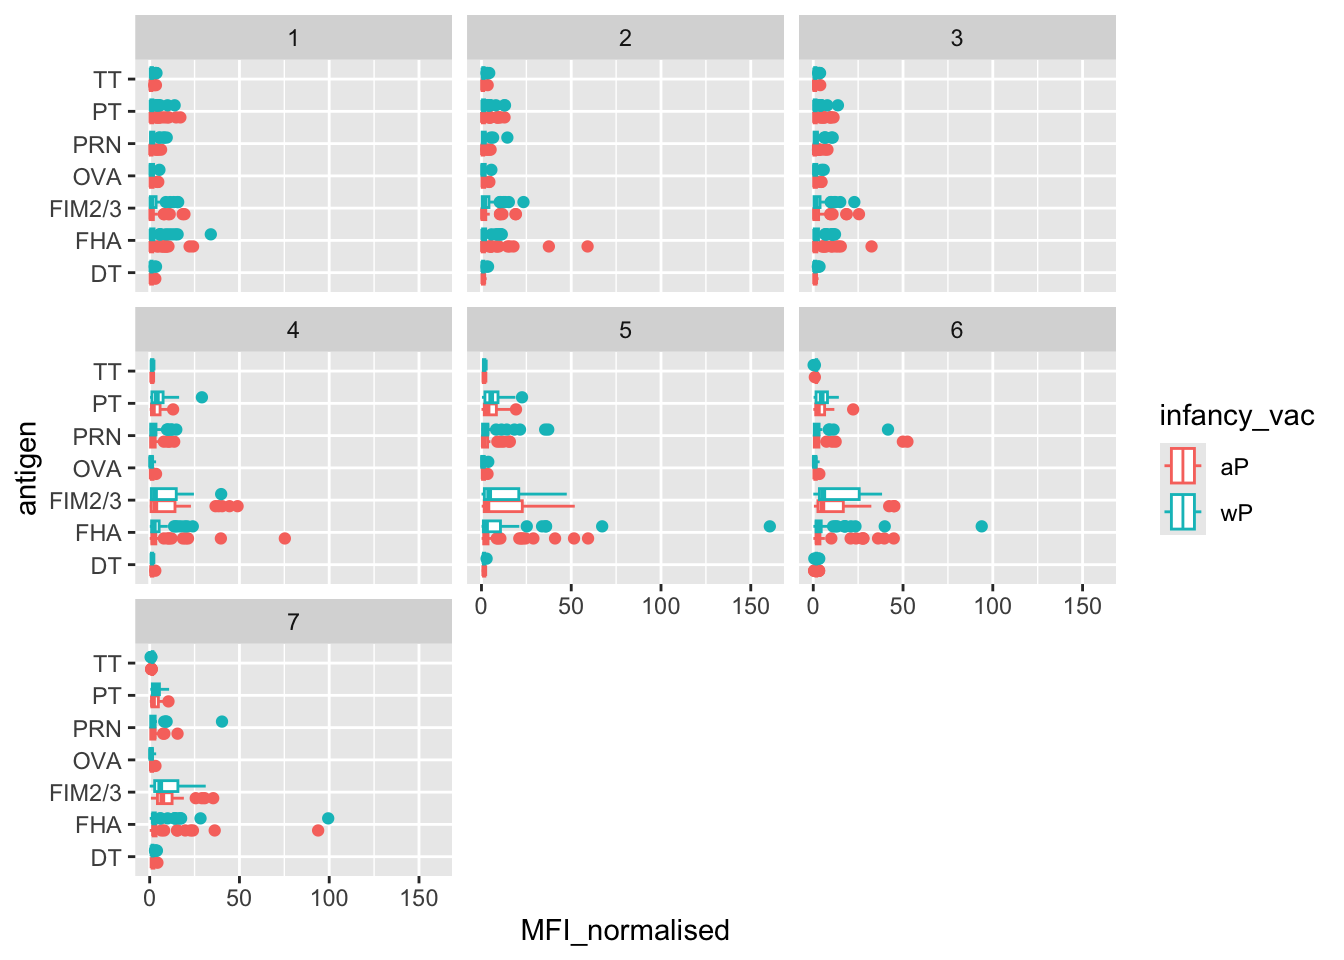 1 2 3
TT
PT
PRN
OVA
FIM2/3
FHA
DT
4 5 6
TT
PT
PRN
OVA
FIM2/3
FHA
DT
0 50 100 150 0 50 100 150
7
TT
PT
PRN
OVA
FIM2/3
FHA
DT
0 50 100 150
MFI_normalised
antigen
infancy_vac
aP
wP